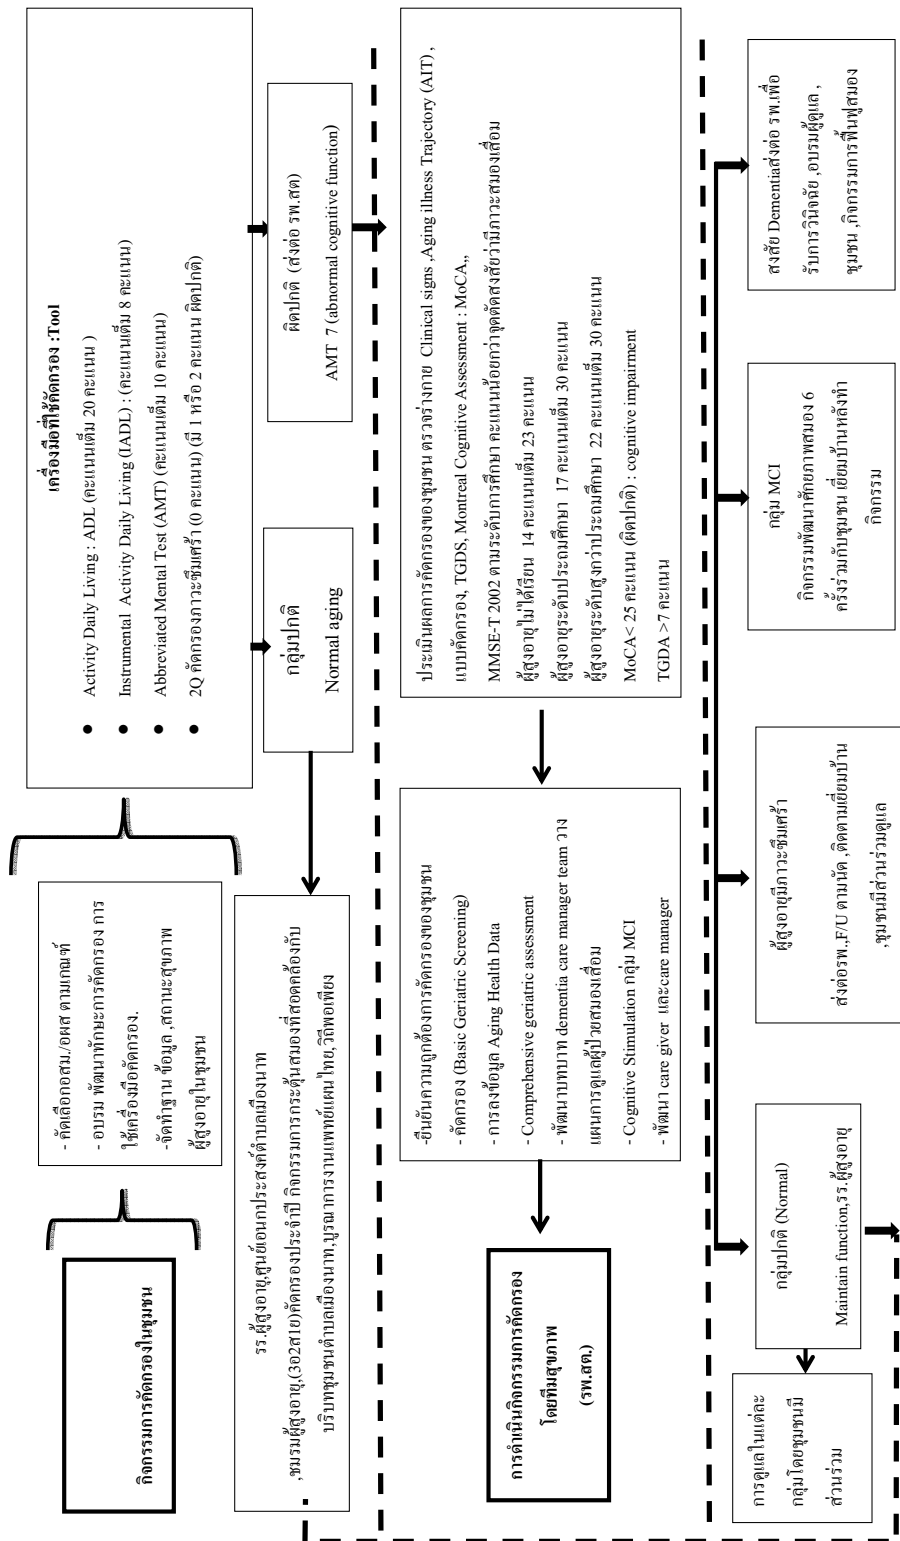 กิจกรรมการคัดกรองในชุมชน
- คัดเลือกอสม./อผส ตามเกณฑ์
- อบรม พัฒนาทักษะการคัดกรอง การ
ใช้เครื่องมือคัดกรอง.
-จัดทำฐาน ข้อมูล ,สถานะสุขภาพ
ผู้สูงอายุในชุมชน
เครื่องมือที่ใช้คัดกรอง :Tool
● Activity Daily Living : ADL (คะแนนเต็ม 20 คะแนน )
● Instrumental Activity Daily Living (IADL) : (คะแนนเต็ม 8 คะแนน)
● Abbreviated Mental Test (AMT) (คะแนนเต็ม 10 คะแนน)
● 2Q คัดกรองภาวะซึมเศร้า (0 คะแนน) (มี 1 หรือ 2 คะแนน ผิดปกติ)
กลุ่มปกติ
Normal aging
ผิดปกติ (ส่งต่อ รพ.สต)
AMT 7 (abnormal cognitive function)
รร.ผู้สูงอายุ,ศูนย์เอนกประสงค์ตำบลเมืองนาท
,ชมรมผู้สูงอายุ,(3อ2ส1ย)คัดกรองประจำปี กิจกรรมการกระตุ้นสมองที่สอดคล้องกับ
บริบทชุมชนตำบลเมืองนาท,บูรณาการงานแพทย์แผนไทย,วิถีพอเพียง
การดำเนินกิจกรรมการคัดกรอง
โดยทีมสุขภาพ
(รพ.สต.)
-ยืนยันความถูกต้องการคัดกรองของชุมชน
- คัดกรอง (Basic Geriatric Screening)
- การลงข้อมูล Aging Health Data
- Comprehensive geriatric assessment
- พัฒนาบทบาท dementia care manager team วาง
แผนการดูแลผู้ป่วยสมองเสื่อม
- Cognitive Stimulation กลุ่ม MCI
- พัฒนา care giver และcare manager
ประเมินผลการคัดกรองของชุมชน ตรวจร่างกาย Clinical signs ,Aging illness Trajectory (AIT) ,
แบบคัดกรอง, TGDS, Montreal Cognitive Assessment : MoCA,,
MMSE-T 2002 ตามระดับการศึกษา คะแนนน้อยกว่าจุดตัดสงสัยว่ามีภาวะสมองเสื่อม
ผู้สูงอายุไม่ได้เรียน 14 คะแนนเต็ม 23 คะแนน
ผู้สูงอายุระดับประถมศึกษา 17 คะแนนเต็ม 30 คะแนน
ผู้สูงอายุระดับสูงกว่าประถมศึกษา 22 คะแนนเต็ม 30 คะแนน
MoCA< 25 คะแนน (ผิดปกติ) : cognitive impairment
TGDA >7 คะแนน
การดูแลในแต่ละ
กลุ่มโดยชุมชนมี
ส่วนร่วม
กลุ่มปกติ (Normal)
Maintain function,รร.ผู้สูงอายุ
ผู้สูงอายุมีภาวะซึมเศร้า
ส่งต่อรพ.,F/U ตามนัด ,ติดตามเยี่ยมบ้าน
,ชุมชนมีส่วนร่วมดูแล
กลุ่ม MCI
กิจกรรมพัฒนาศักยภาพสมอง 6
ครั้งร่วมกับชุมชน เยี่ยมบ้านหลังทำ
กิจกรรม
สงสัย Dementiaส่งต่อ รพ.เพื่อ
รับการวินิจฉัย ,อบรมผู้ดูแล ,
ชุมชน ,กิจกรรมการฟื้นฟูสมอง